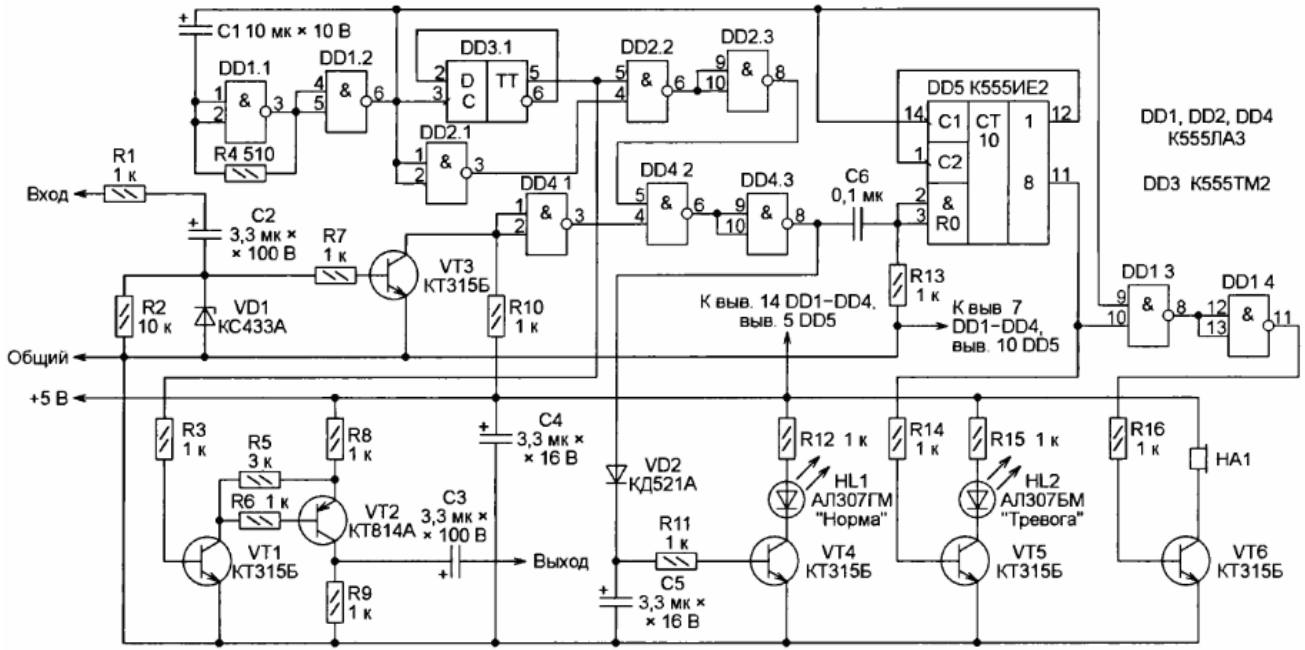 C1 10 мк × 10 В
DD1.1
DD1.2
DD3.1
DD2.2
DD2.3
1
2
&
3
4
5
&
6
2
3
D
C
TT
5
6
5
4
&
6
9
10
&
8
DD5 К555ИЕ2
14
1
2
3
C1
C2
&
R0
CT
10
1
8
12
11
DD1, DD2, DD4
К555ЛА3
DD3 К555ТМ2
R4 510
DD2.1
1
2
&
3
R1
1 к
Вход
C2
3,3 мк ×
× 100 В
R7
1 к
VT3
КТ315Б
DD4 1
1
2
&
3
DD4 2
5
4
&
6
DD4.3
9
10
&
8
C6
0,1 мк
R2
10 к
VD1
КС433А
R10
1 к
R13
1 к
К выв. 14 DD1–DD4,
выв. 5 DD5
К выв 7
DD1–DD4,
выв. 10 DD5
DD1 3
9
10
&
8
DD1 4
12
13
&
11
Общий
+5 В
R3
1 к
R5
3 к
R6 1 к
R8
1 к
VT2
КТ814А
C3
3,3 мк ×
× 100 В
Выход
VT1
КТ315Б
R9
1 к
C4
3,3 мк ×
× 16 В
VD2
КД521А
R11
1 к
C5
3,3 мк ×
× 16 В
R12 1 к
HL1
АЛ307ГМ
"Норма"
VT4
КТ315Б
R14
1 к
R15 1 к
HL2
АЛ307БМ
"Тревога"
VT5
КТ315Б
R16
1 к
HA1
VT6
КТ315Б